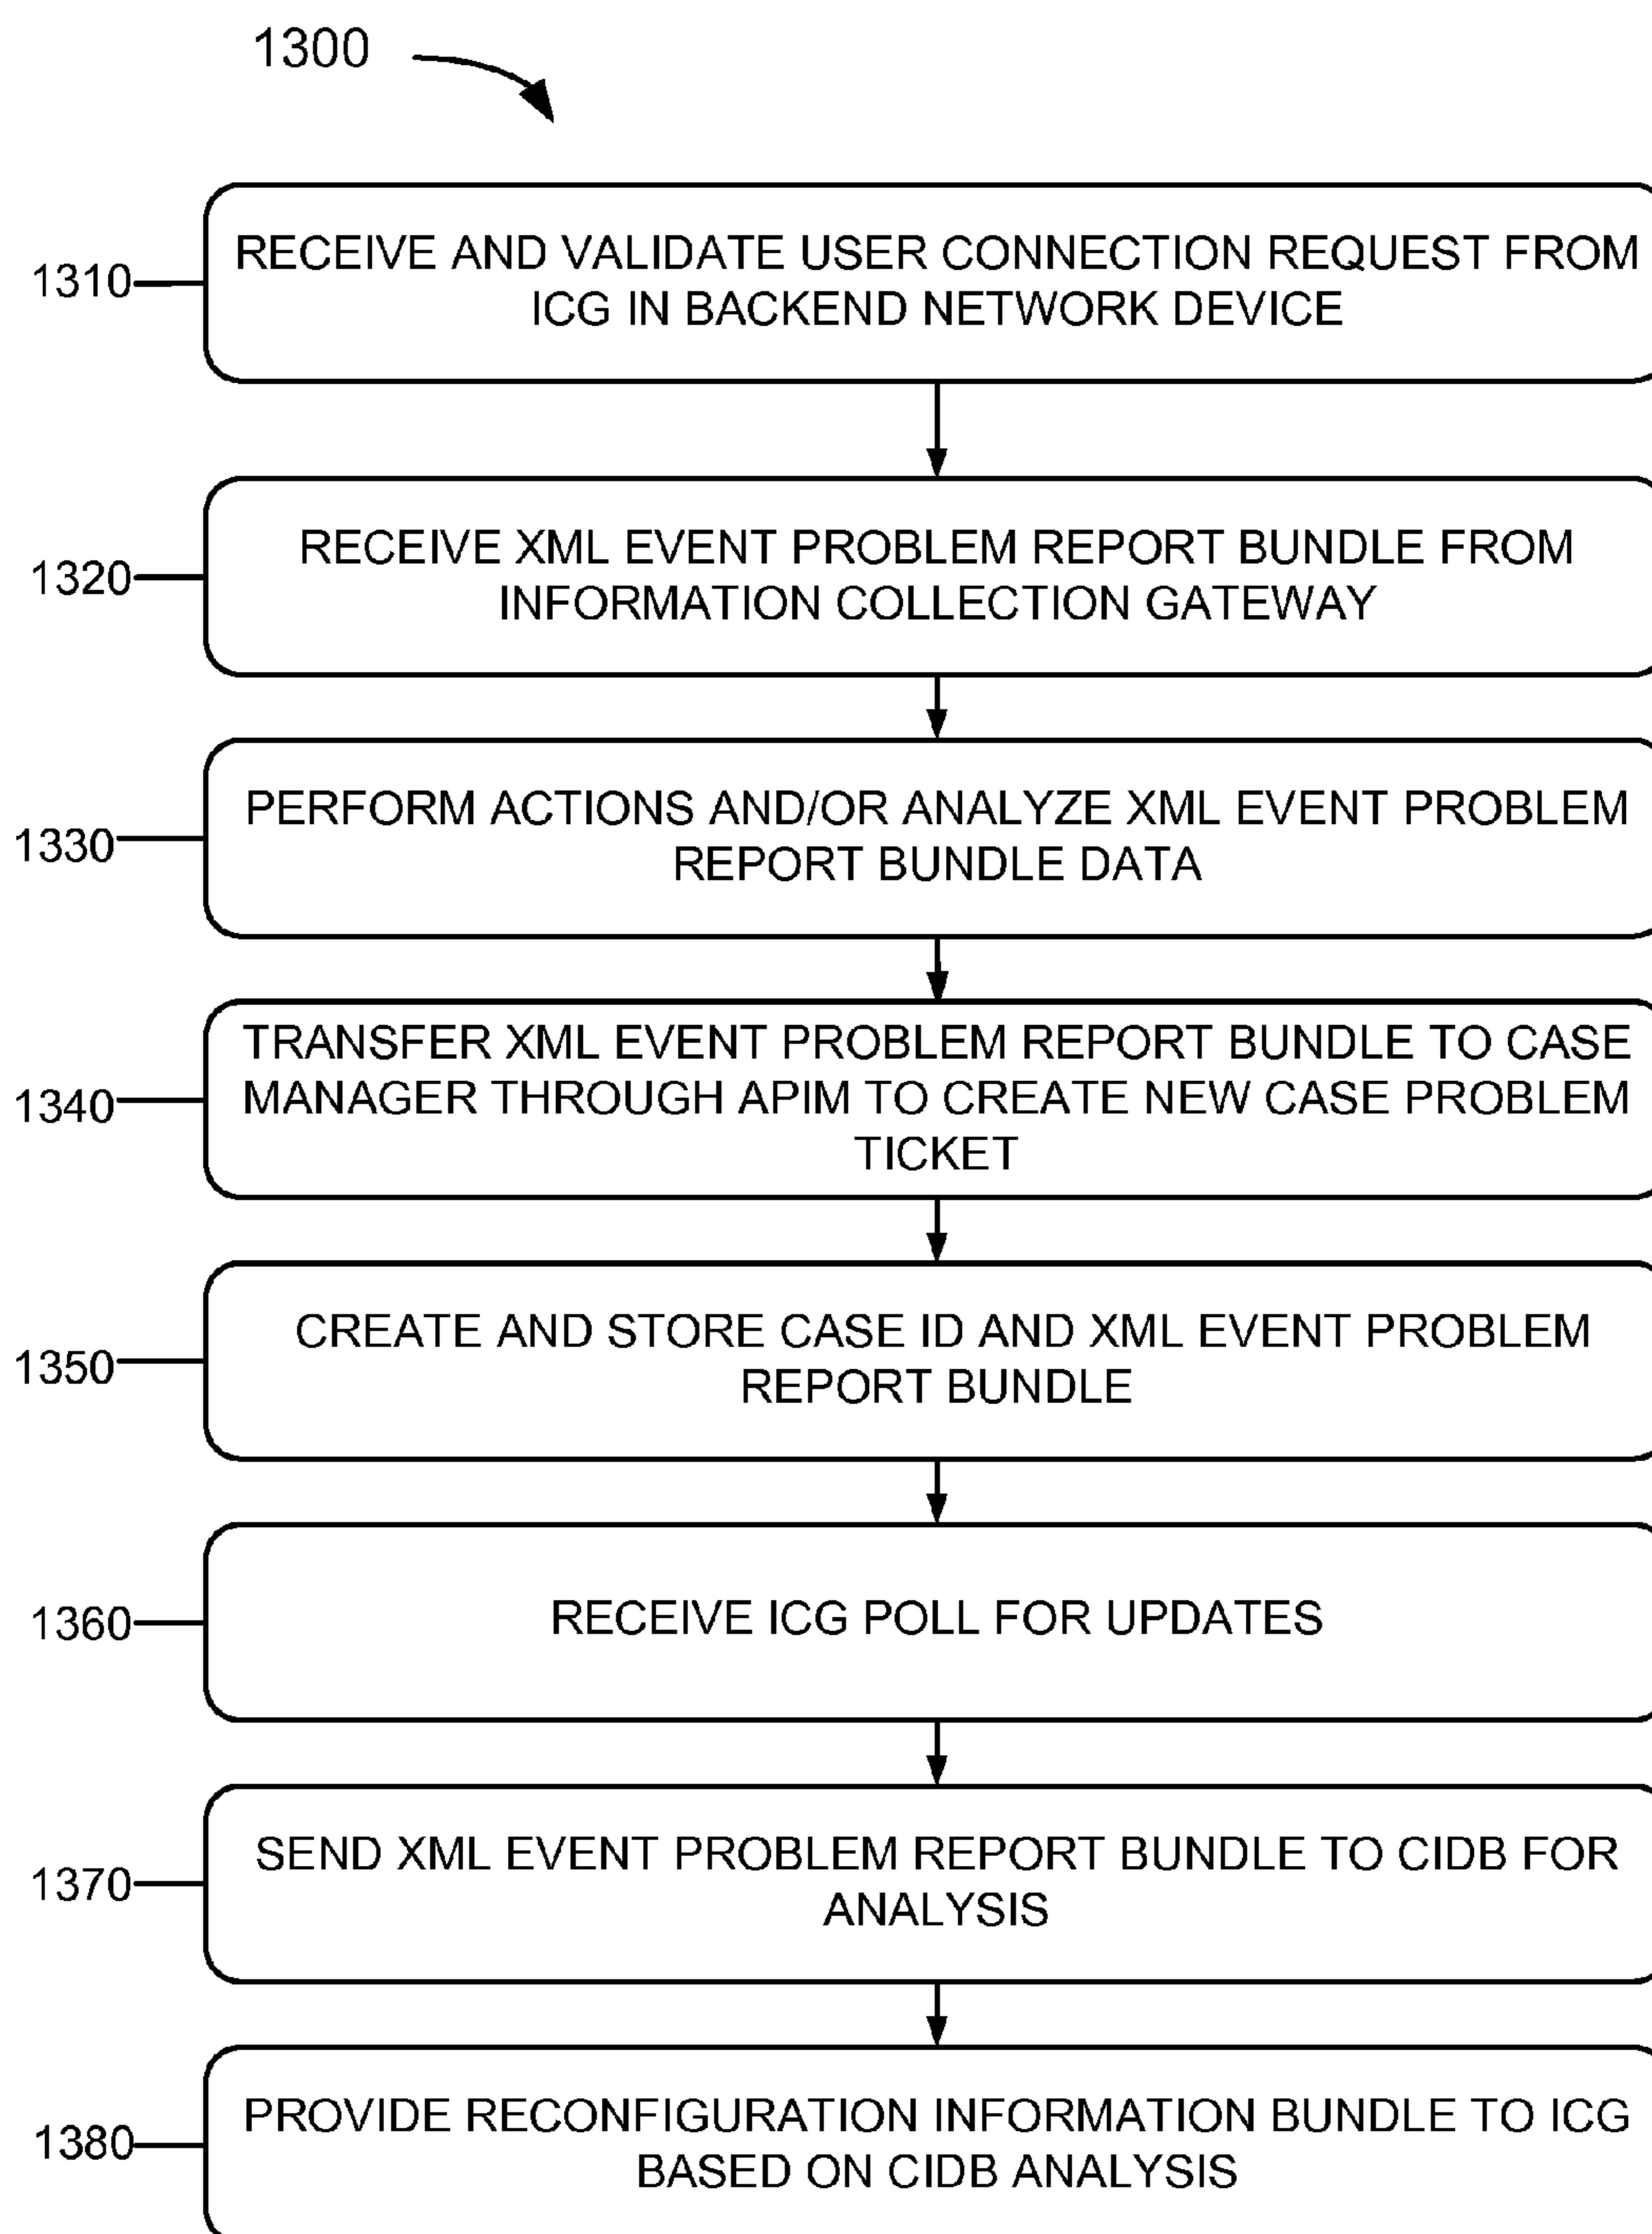 1300
1310
RECEIVE AND VALIDATE USER CONNECTION REQUEST FROM
ICG IN BACKEND NETWORK DEVICE
1320
RECEIVE XML EVENT PROBLEM REPORT BUNDLE FROM
INFORMATION COLLECTION GATEWAY
1330
PERFORM ACTIONS AND/OR ANALYZE XML EVENT PROBLEM
REPORT BUNDLE DATA
1340
TRANSFER XML EVENT PROBLEM REPORT BUNDLE TO CASE
MANAGER THROUGH APIM TO CREATE NEW CASE PROBLEM
TICKET
1350
CREATE AND STORE CASE ID AND XML EVENT PROBLEM
REPORT BUNDLE
1360
RECEIVE ICG POLL FOR UPDATES
1370
SEND XML EVENT PROBLEM REPORT BUNDLE TO CIDB FOR
ANALYSIS
1380
PROVIDE RECONFIGURATION INFORMATION BUNDLE TO ICG
BASED ON CIDB ANALYSIS